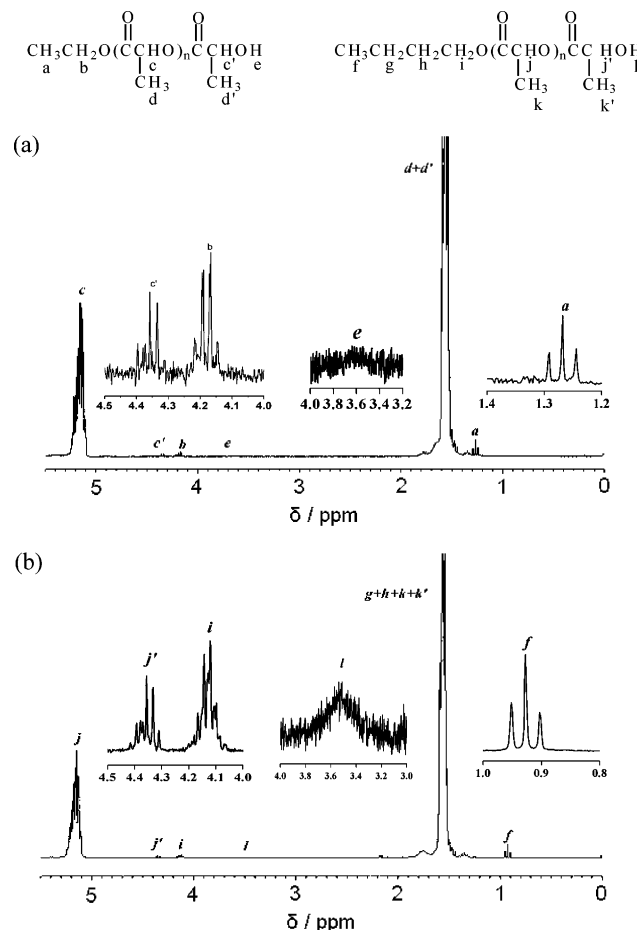 O O O O
CH3CH2O(CCHO)nCCHOH CH3CH2CH2CH2O(CCHO)nCCHOH
a b c c' e f g h i j j' l
CH3 CH3 CH3 CH3
d d' k k'
(a)
d+d'
c
c' b
e
a
4.5 4.4 4.3 4.2 4.1 4.0
4.0 3.8 3.6 3.4 3.2
1.4 1.3 1.2
c' b e a
5 4 3 2 1 0
δ / ppm
(b)
g+h+k+k'
j
j' i
l
f
4.5 4.4 4.3 4.2 4.1 4.0
4.0 3.8 3.6 3.4 3.2 3.0
1.0 0.9 0.8
j' i l f
5 4 3 2 1 0
δ / ppm